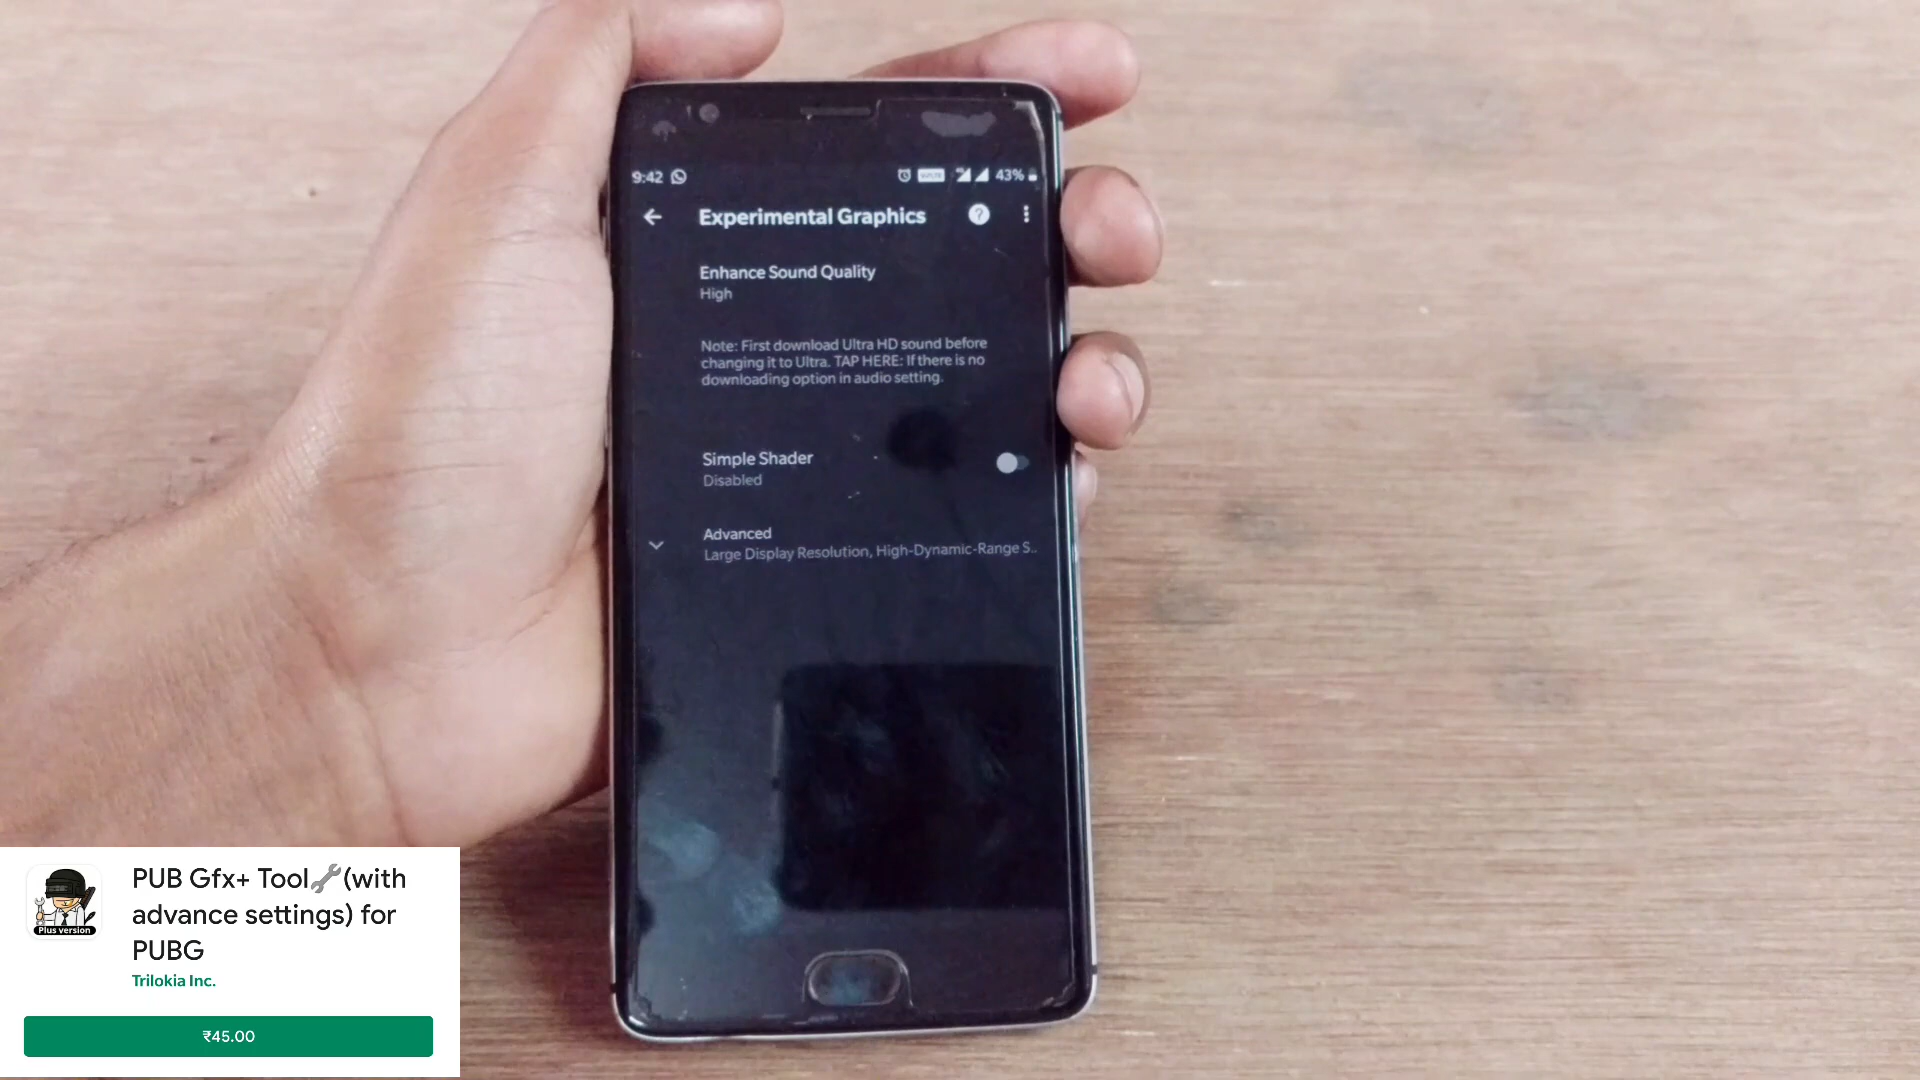 9:42
VoLTE
43%
Experimental Graphics
?
Enhance Sound Quality
High
Note: First download Ultra HD sound before
changing it to Ultra. TAP HERE: If there is no
downloading option in audio setting.
Simple Shader
Disabled
Advanced
Large Display Resolution, High-Dynamic-Range S..
Plus version
PUB Gfx+ Tool🔧(with
advance settings) for
PUBG
Trilokia Inc.
₹45.00